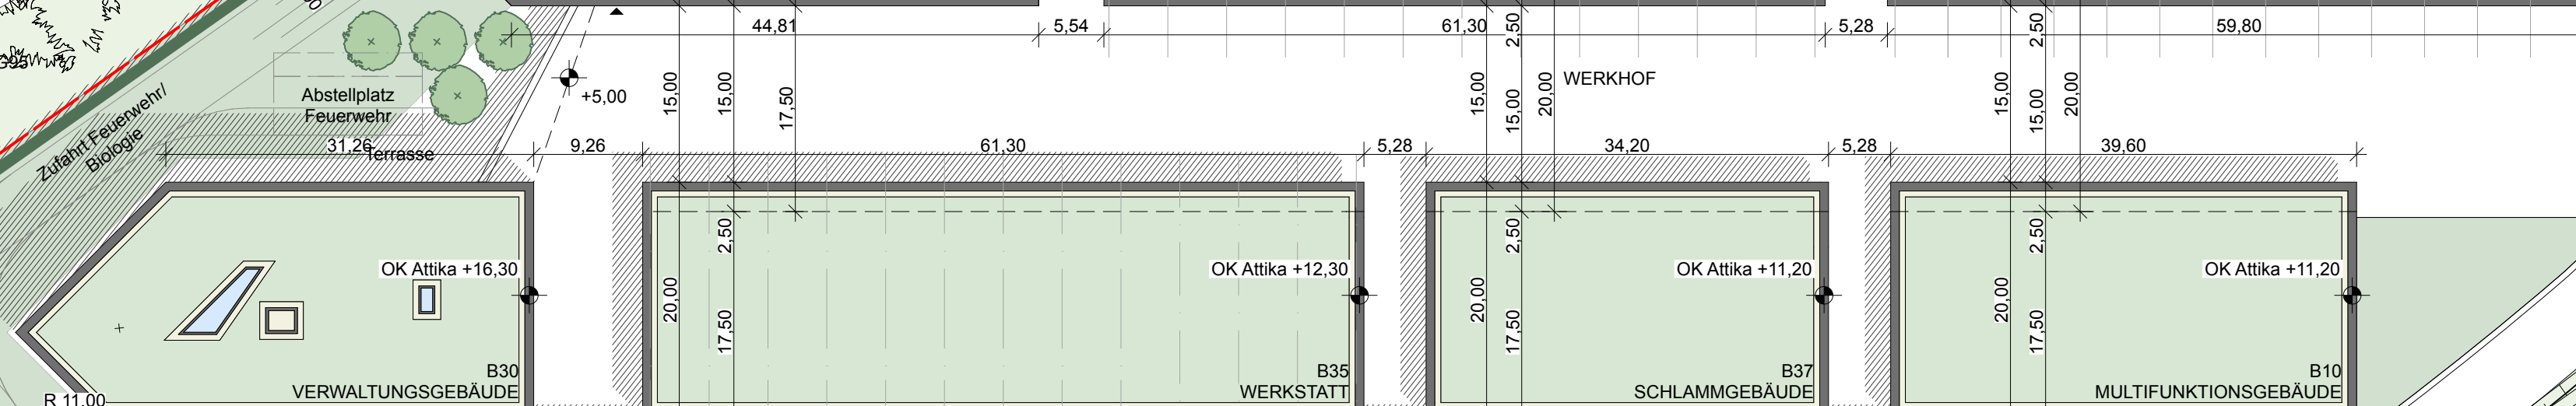 44,81
5,54
61,30
2,50
5,28
2,50
59,80
WERKHOF
+5,00
Abstellplatz
Feuerwehr
Zufahrt Feuerwehr/
Biologie
Terrasse
15,00
15,00
17,50
15,00
15,00
20,00
15,00
15,00
20,00
31,26
9,26
61,30
5,28
34,20
5,28
39,60
2,50
2,50
2,50
OK Attika +16,30
OK Attika +12,30
OK Attika +11,20
OK Attika +11,20
20,00
17,50
20,00
17,50
20,00
17,50
B30
VERWALTUNGSGEBÄUDE
B35
WERKSTATT
B37
SCHLAMMGEBÄUDE
B10
MULTIFUNKTIONSGEBÄUDE
R 11,00